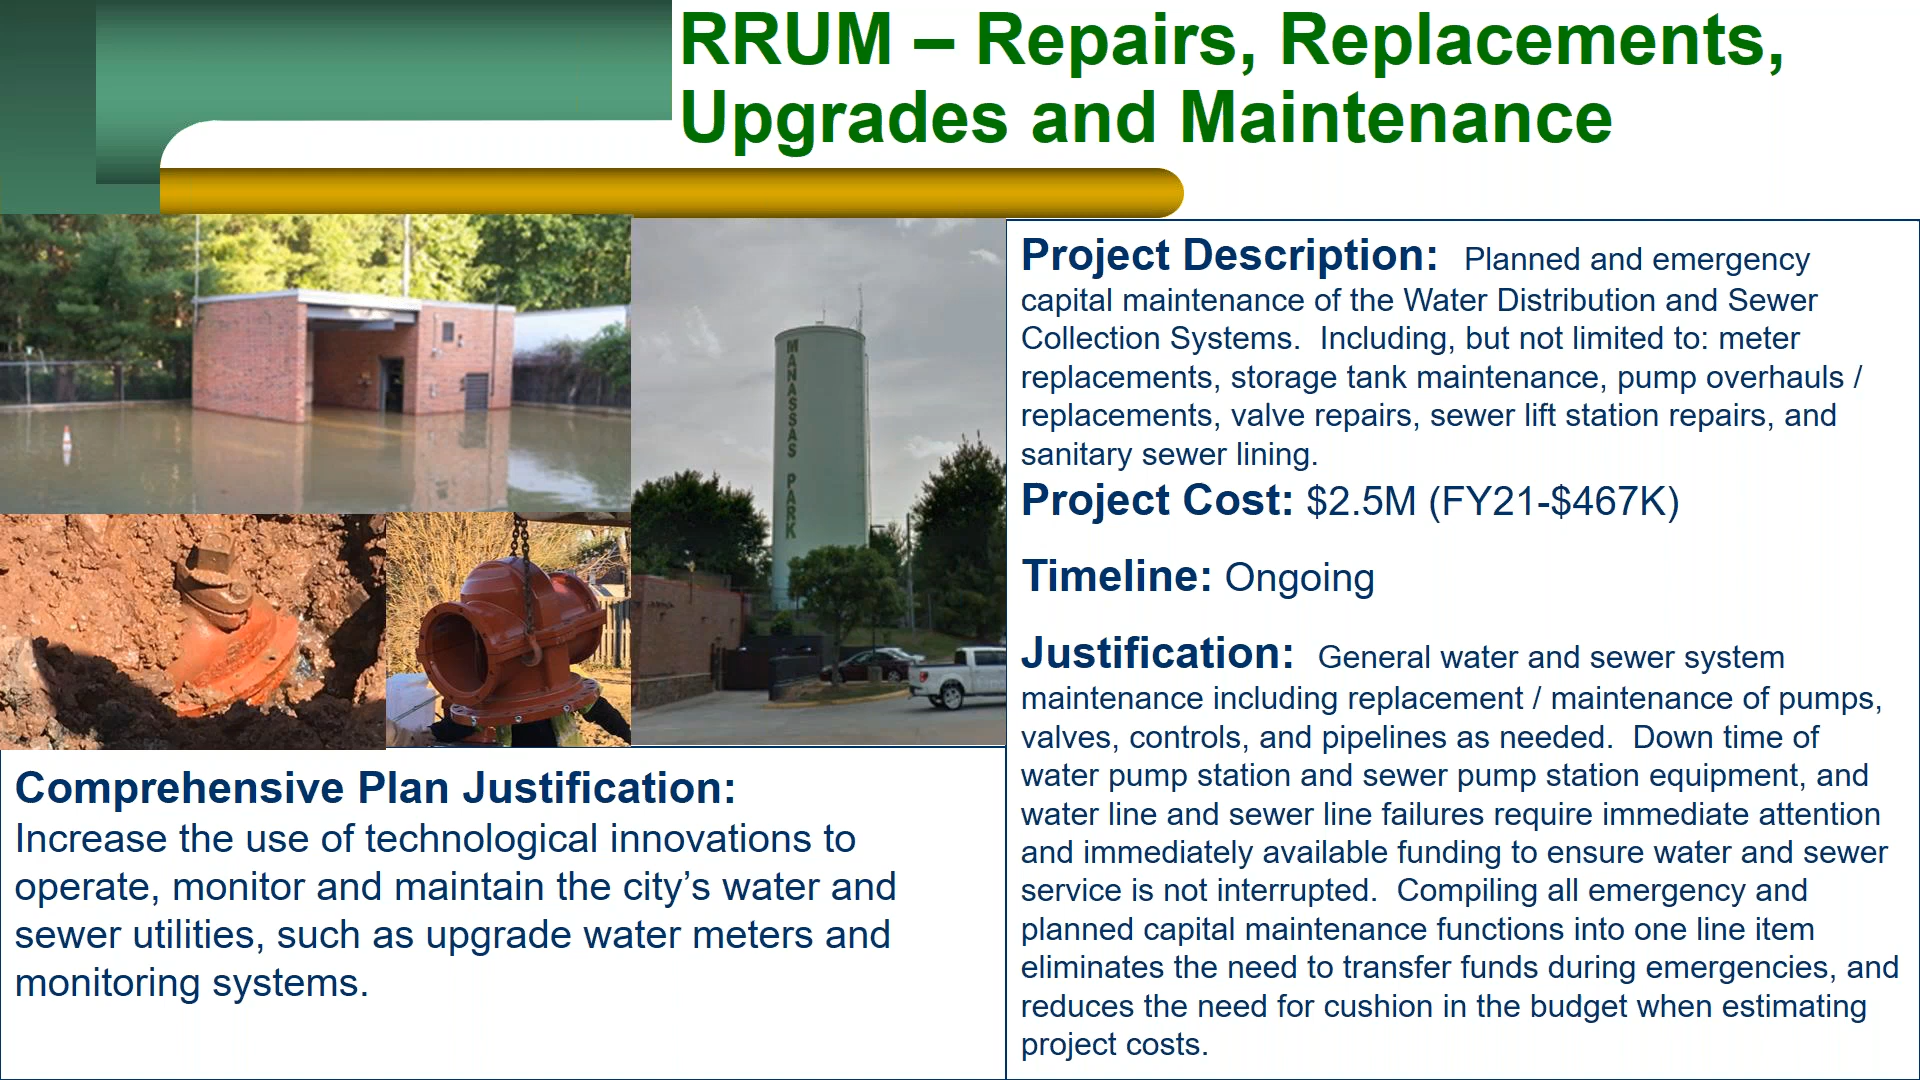 RRUM – Repairs, Replacements,
Upgrades and Maintenance
MANASSAS PARK
Project Description: Planned and emergency
capital maintenance of the Water Distribution and Sewer
Collection Systems. Including, but not limited to: meter
replacements, storage tank maintenance, pump overhauls /
replacements, valve repairs, sewer lift station repairs, and
sanitary sewer lining.
Project Cost: $2.5M (FY21-$467K)
Timeline: Ongoing
Justification: General water and sewer system
maintenance including replacement / maintenance of pumps,
valves, controls, and pipelines as needed. Down time of
water pump station and sewer pump station equipment, and
water line and sewer line failures require immediate attention
and immediately available funding to ensure water and sewer
service is not interrupted. Compiling all emergency and
planned capital maintenance functions into one line item
eliminates the need to transfer funds during emergencies, and
reduces the need for cushion in the budget when estimating
project costs.
Comprehensive Plan Justification:
Increase the use of technological innovations to
operate, monitor and maintain the city’s water and
sewer utilities, such as upgrade water meters and
monitoring systems.